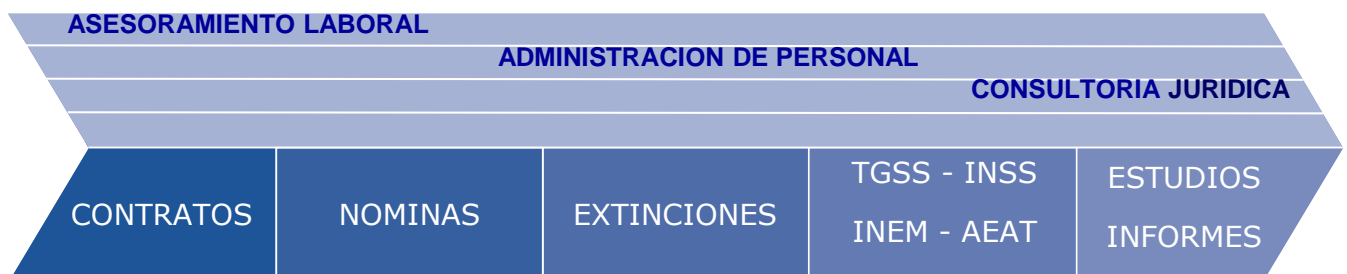 ASESORAMIENTO LABORAL
ADMINISTRACION DE PERSONAL
CONSULTORIA JURIDICA
CONTRATOS
NOMINAS
EXTINCIONES
TGSS - INSS
INEM - AEAT
ESTUDIOS
INFORMES